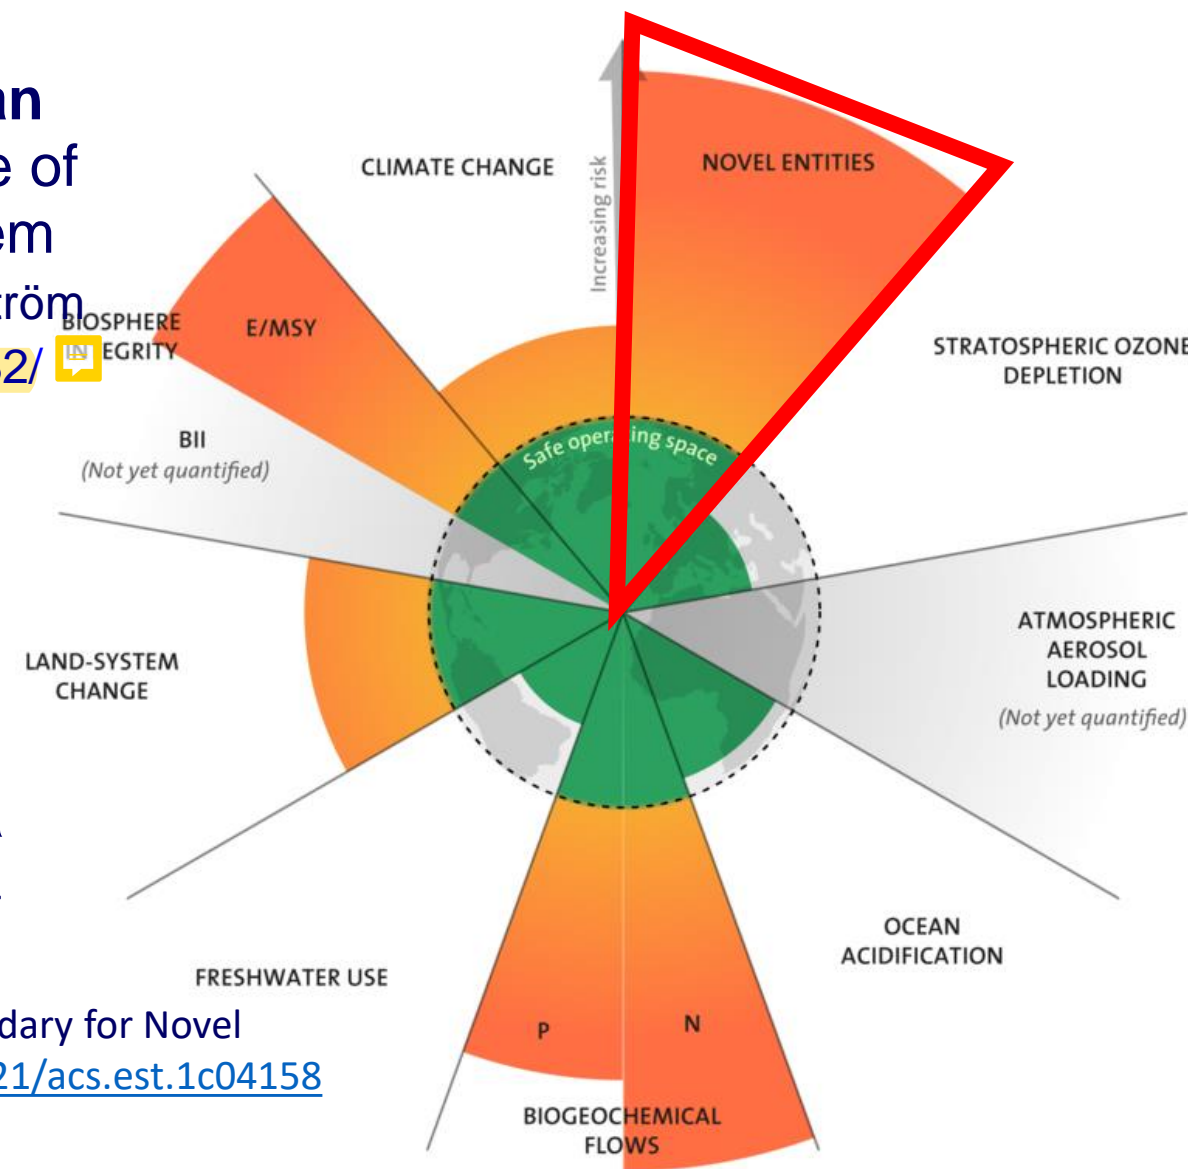 an
e of
em
ström
BIOSPHERE
INTEGRITY
2/
CLIMATE CHANGE
Increasing risk
NOVEL ENTITIES
STRATOSPHERIC OZONE
DEPLETION
E/MSY
BII
(Not yet quantified)
Safe operating space
ATMOSPHERIC
AEROSOL
LOADING
(Not yet quantified)
LAND-SYSTEM
CHANGE
OCEAN
ACIDIFICATION
FRESHWATER USE
P
N
BIOGEOCHEMICAL
FLOWS
dary for Novel
21/acs.est.1c04158